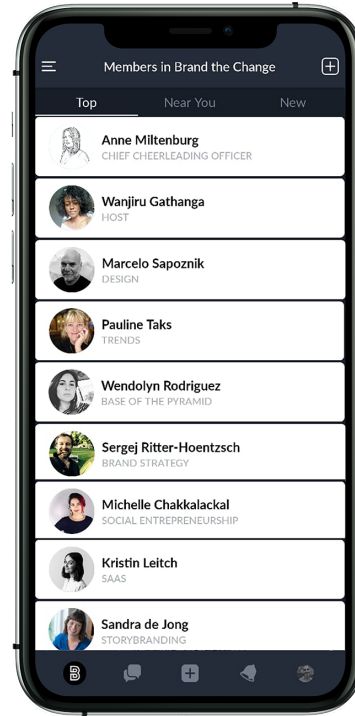 Members in Brand the Change
Top
Near You
New
Anne Miltenburg
CHIEF CHEERLEADING OFFICER
Wanjiru Gathanga
HOST
Marcelo Sapoznik
DESIGN
Pauline Taks
TRENDS
Wendolyn Rodriguez
BASE OF THE PYRAMID
Sergej Ritter-Hoentzsch
BRAND STRATEGY
Michelle Chakkalackal
SOCIAL ENTREPRENEURSHIP
Kristin Leitch
SAAS
Sandra de Jong
STORYBRANDING